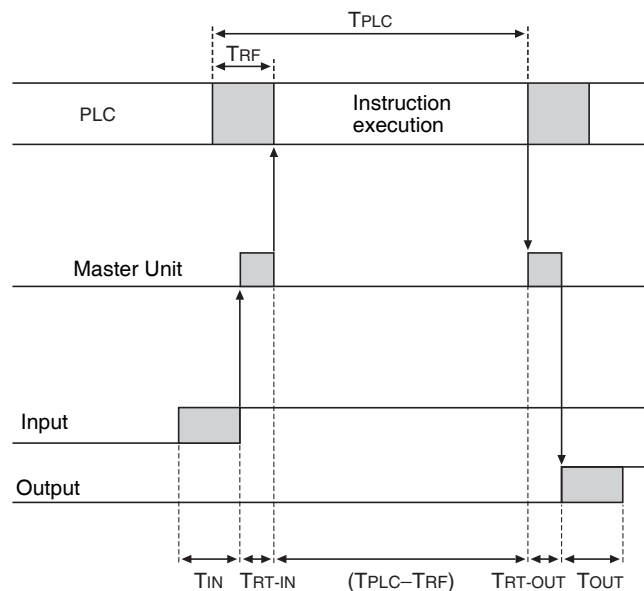 TPLC
TRF
PLC
Instruction
execution
Master Unit
Input
Output
TIN
TRT-IN
(TPLC–TRF)
TRT-OUT
TOUT